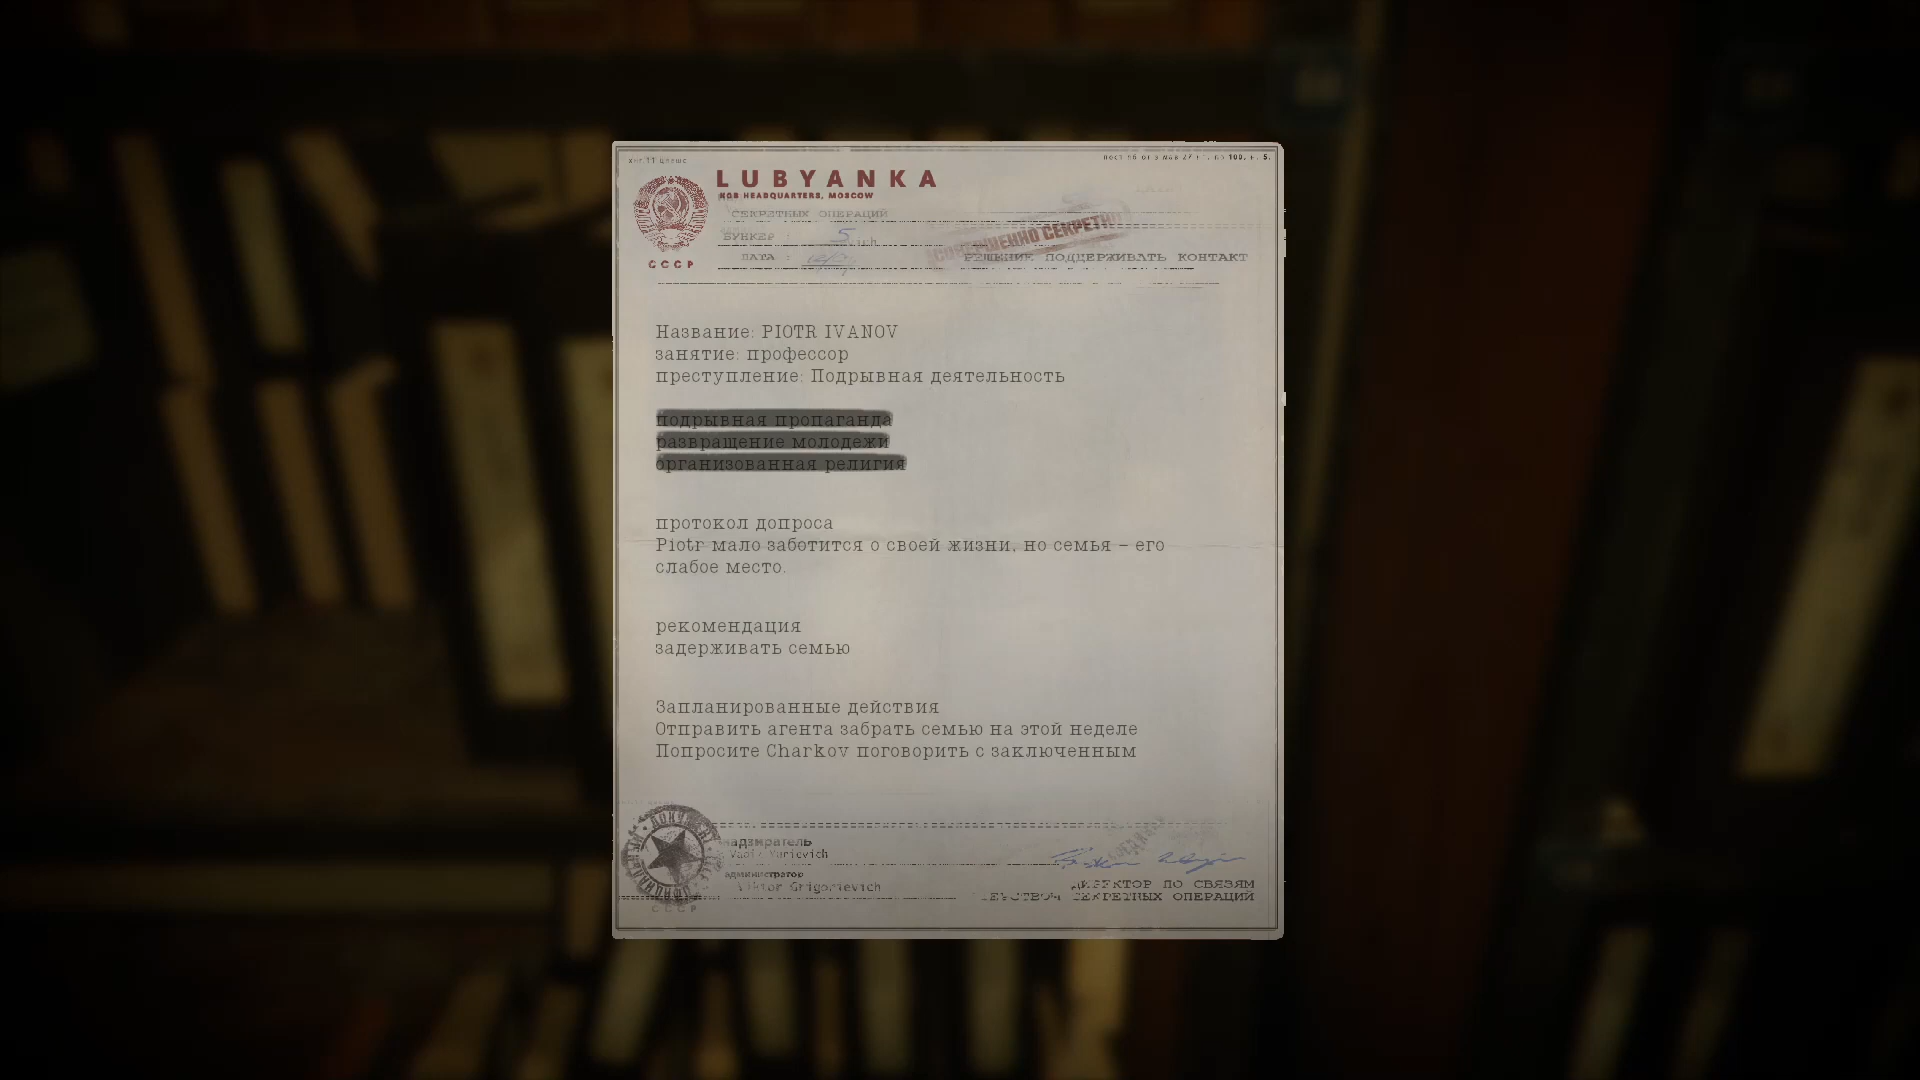 LUBYANKA
KGB HEADQUARTERS, MOSCOW
СЕКРЕТНЫХ ОПЕРАЦИЙ
БУНКЕР : 5
ДАТА :
СОВЕРШЕННО СЕКРЕТНО
РЕШЕНИЕ ПОДДЕРЖИВАТЬ КОНТАКТ
СССР
Название: PIOTR IVANOV
занятие: профессор
преступление: Подрывная деятельность
подрывная пропаганда
развращение молодежи
организованная религия
протокол допроса
Piotr мало заботится о своей жизни, но семья – его
слабое место.
рекомендация
задерживать семью
Запланированные действия
Отправить агента забрать семью на этой неделе
Попросите Charkov поговорить с заключенным
надзиратель
Vadir Yurievich
администратор
Viktor Grigorievich
ДИРЕКТОР ПО СВЯЗЯМ
СЕКРЕТНЫХ ОПЕРАЦИЙ
СССР